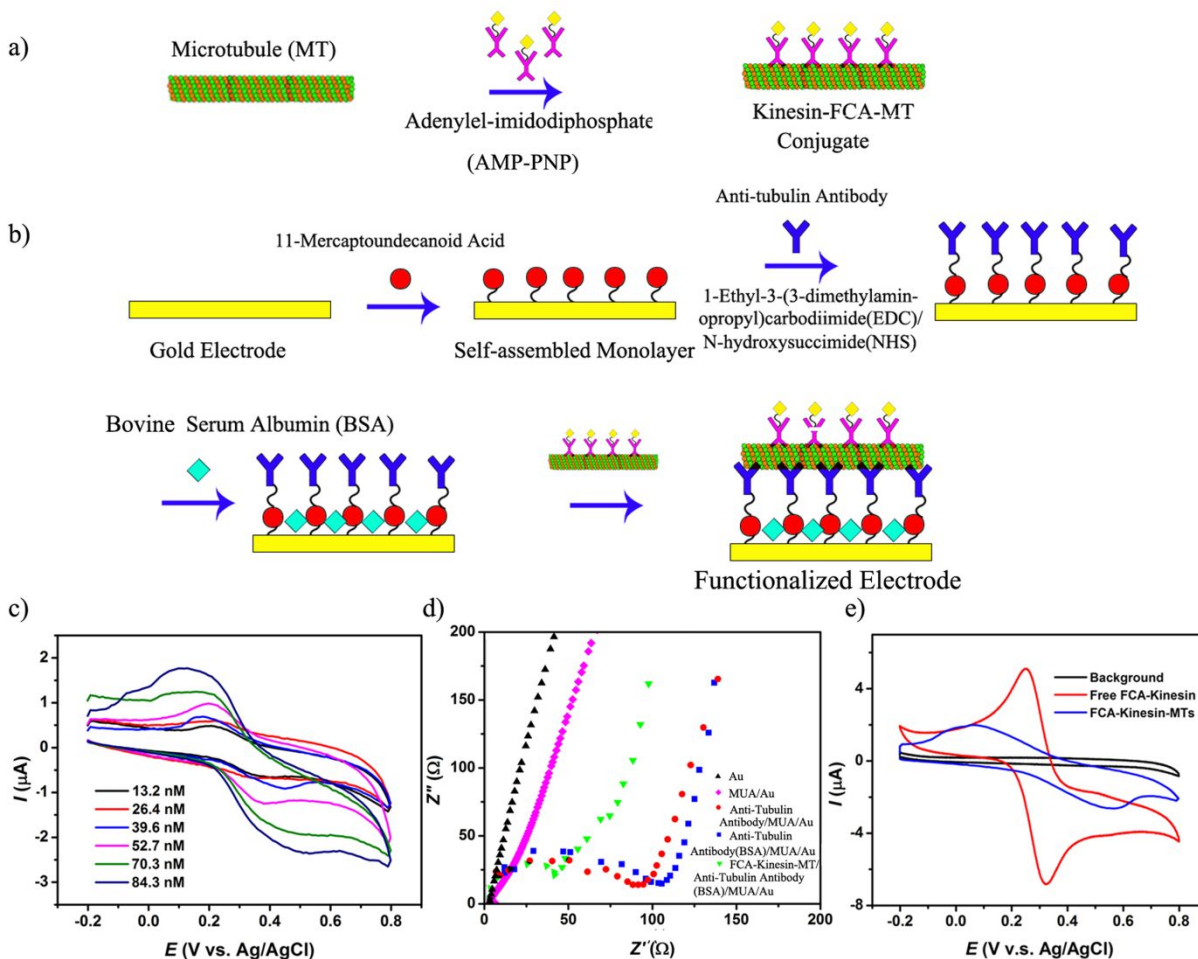 a)
Microtubule (MT)
Adenylel-imidodiphosphate
(AMP-PNP)
Kinesin-FCA-MT
Conjugate
b)
11-Mercaptoundecanoid Acid
Anti-tubulin Antibody
1-Ethyl-3-(3-dimethylamin-
opropyl)carbodiimide(EDC)/
N-hydroxysuccimide(NHS)
Gold Electrode
Self-assembled Monolayer
Bovine Serum Albumin (BSA)
Functionalized Electrode
c)
2
1
0
-1
-2
-3
I (μA)
13.2 nM
26.4 nM
39.6 nM
52.7 nM
70.3 nM
84.3 nM
-0.2 0.0 0.2 0.4 0.6 0.8
E (V vs. Ag/AgCl)
d)
200
150
100
50
0
Z'' (Ω)
Au
MUA/Au
Anti-Tubulin
Antibody/MUA/Au
Anti-Tubulin
Antibody(BSA)/MUA/Au
FCA-Kinesin-MT/
Anti-Tubulin Antibody
(BSA)/MUA/Au
0 50 100 150 200
Z' (Ω)
e)
4
0
-4
-8
I (μA)
Background
Free FCA-Kinesin
FCA-Kinesin-MTs
-0.2 0.0 0.2 0.4 0.6 0.8
E (V v.s. Ag/AgCl)